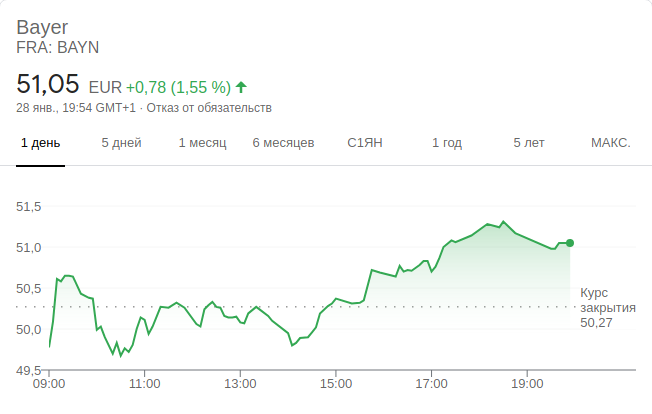 Bayer
FRA: BAYN
51,05 EUR +0,78 (1,55 %)
28 янв., 19:54 GMT+1 · Отказ от обязательств
1 день 5 дней 1 месяц 6 месяцев С1ЯН 1 год 5 лет МАКС.
51,5
51,0
50,5
50,0
49,5
Курс
закрытия
50,27
09:00 11:00 13:00 15:00 17:00 19:00